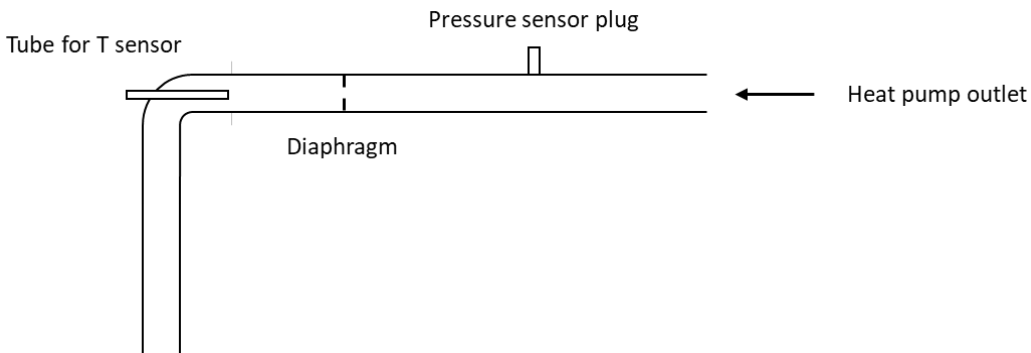 Pressure sensor plug
Tube for T sensor
Heat pump outlet
Diaphragm